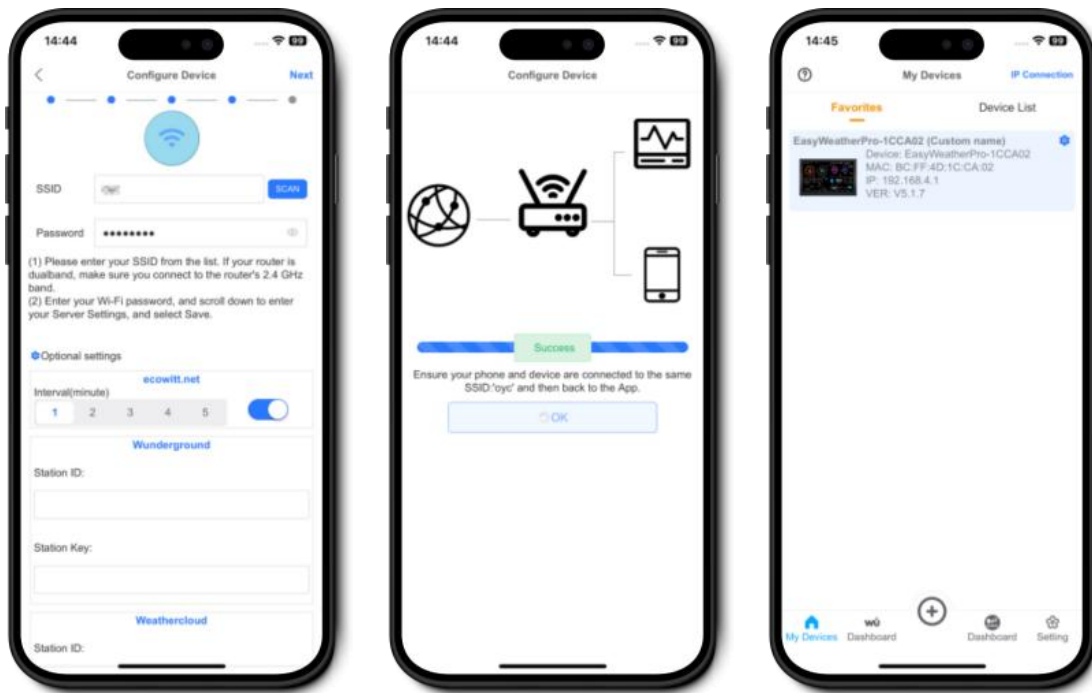 14:44
99
Configure Device
Next
SSID
SCAN
Password
(1) Please enter your SSID from the list. If your router is
dualband, make sure you connect to the router's 2.4 GHz
band.
(2) Enter your Wi-Fi password, and scroll down to enter
your Server Settings, and select Save.
Optional settings
ecowitt.net
Interval(minute)
1 2 3 4 5
Wunderground
Station ID:
Station Key:
Weathercloud
Station ID:
14:44
99
Configure Device
Success
Ensure your phone and device are connected to the same
SSID:'oyc' and then back to the App.
OK
14:45
99
My Devices
IP Connection
Favorites
Device List
EasyWeatherPro-1CCA02 (Custom name)
Device: EasyWeatherPro-1CCA02
MAC: BC:FF:4D:1C:CA:02
IP: 192.168.4.1
VER: V5.1.7
My Devices
wu
Dashboard
Dashboard
Setting